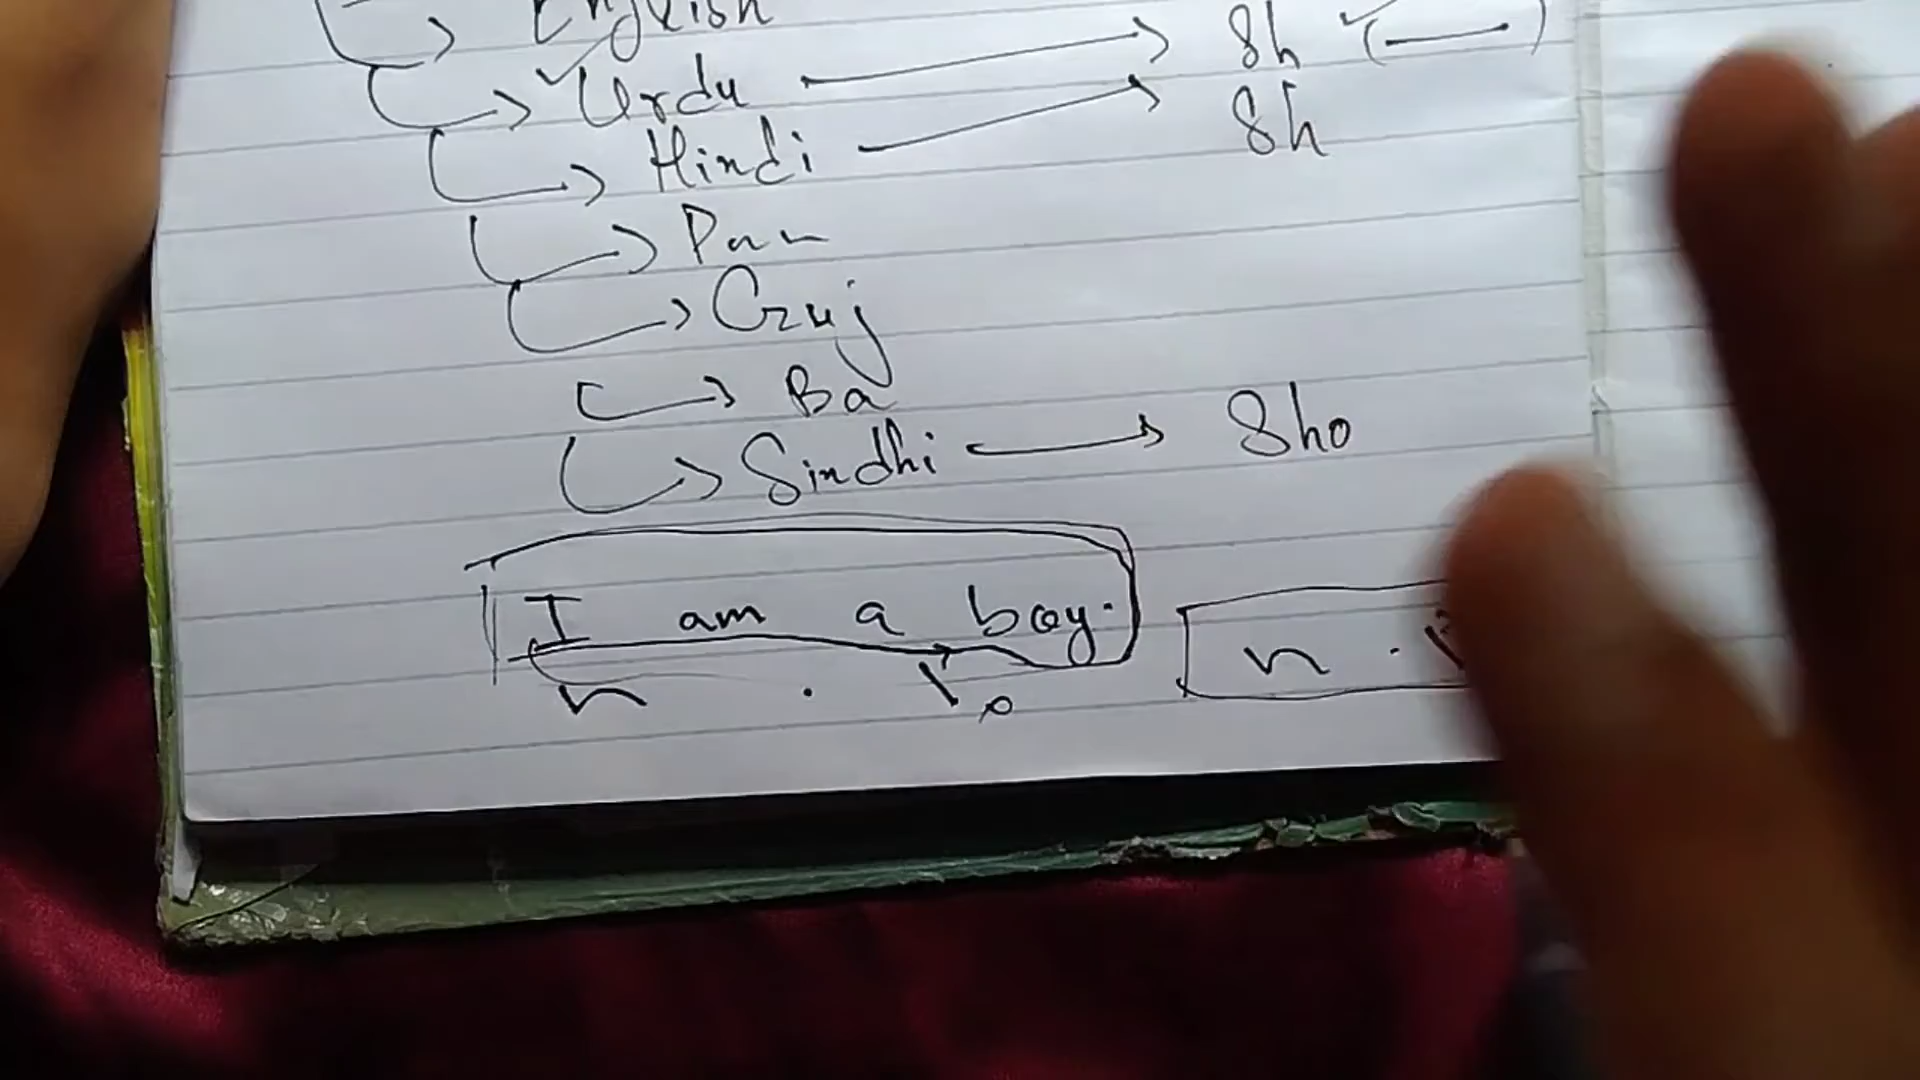 English
Urdu → 8h (—)
Hindi → 8h
Pan
Guj
Ba
Sindhi → 8ho
I am a boy.
n .
n .